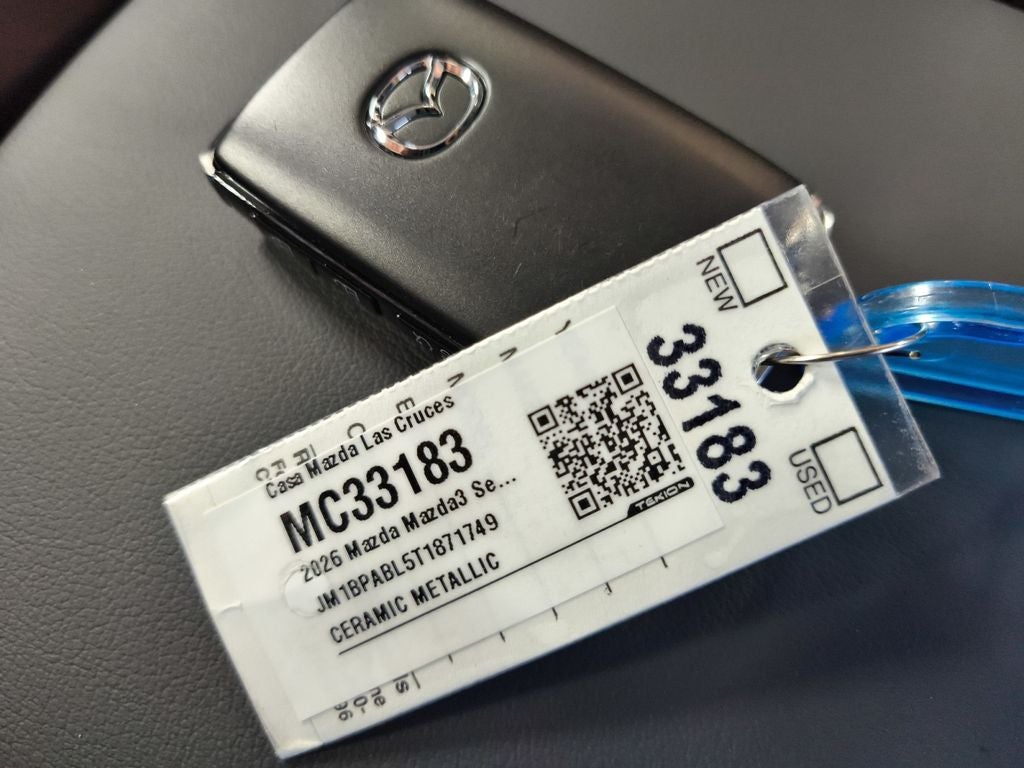 Casa Mazda Las Cruces
MC33183
2026 Mazda Mazda3 Se...
JM1BPABL5T1871749
CERAMIC METALLIC
TEKION
33183
NEW
USED